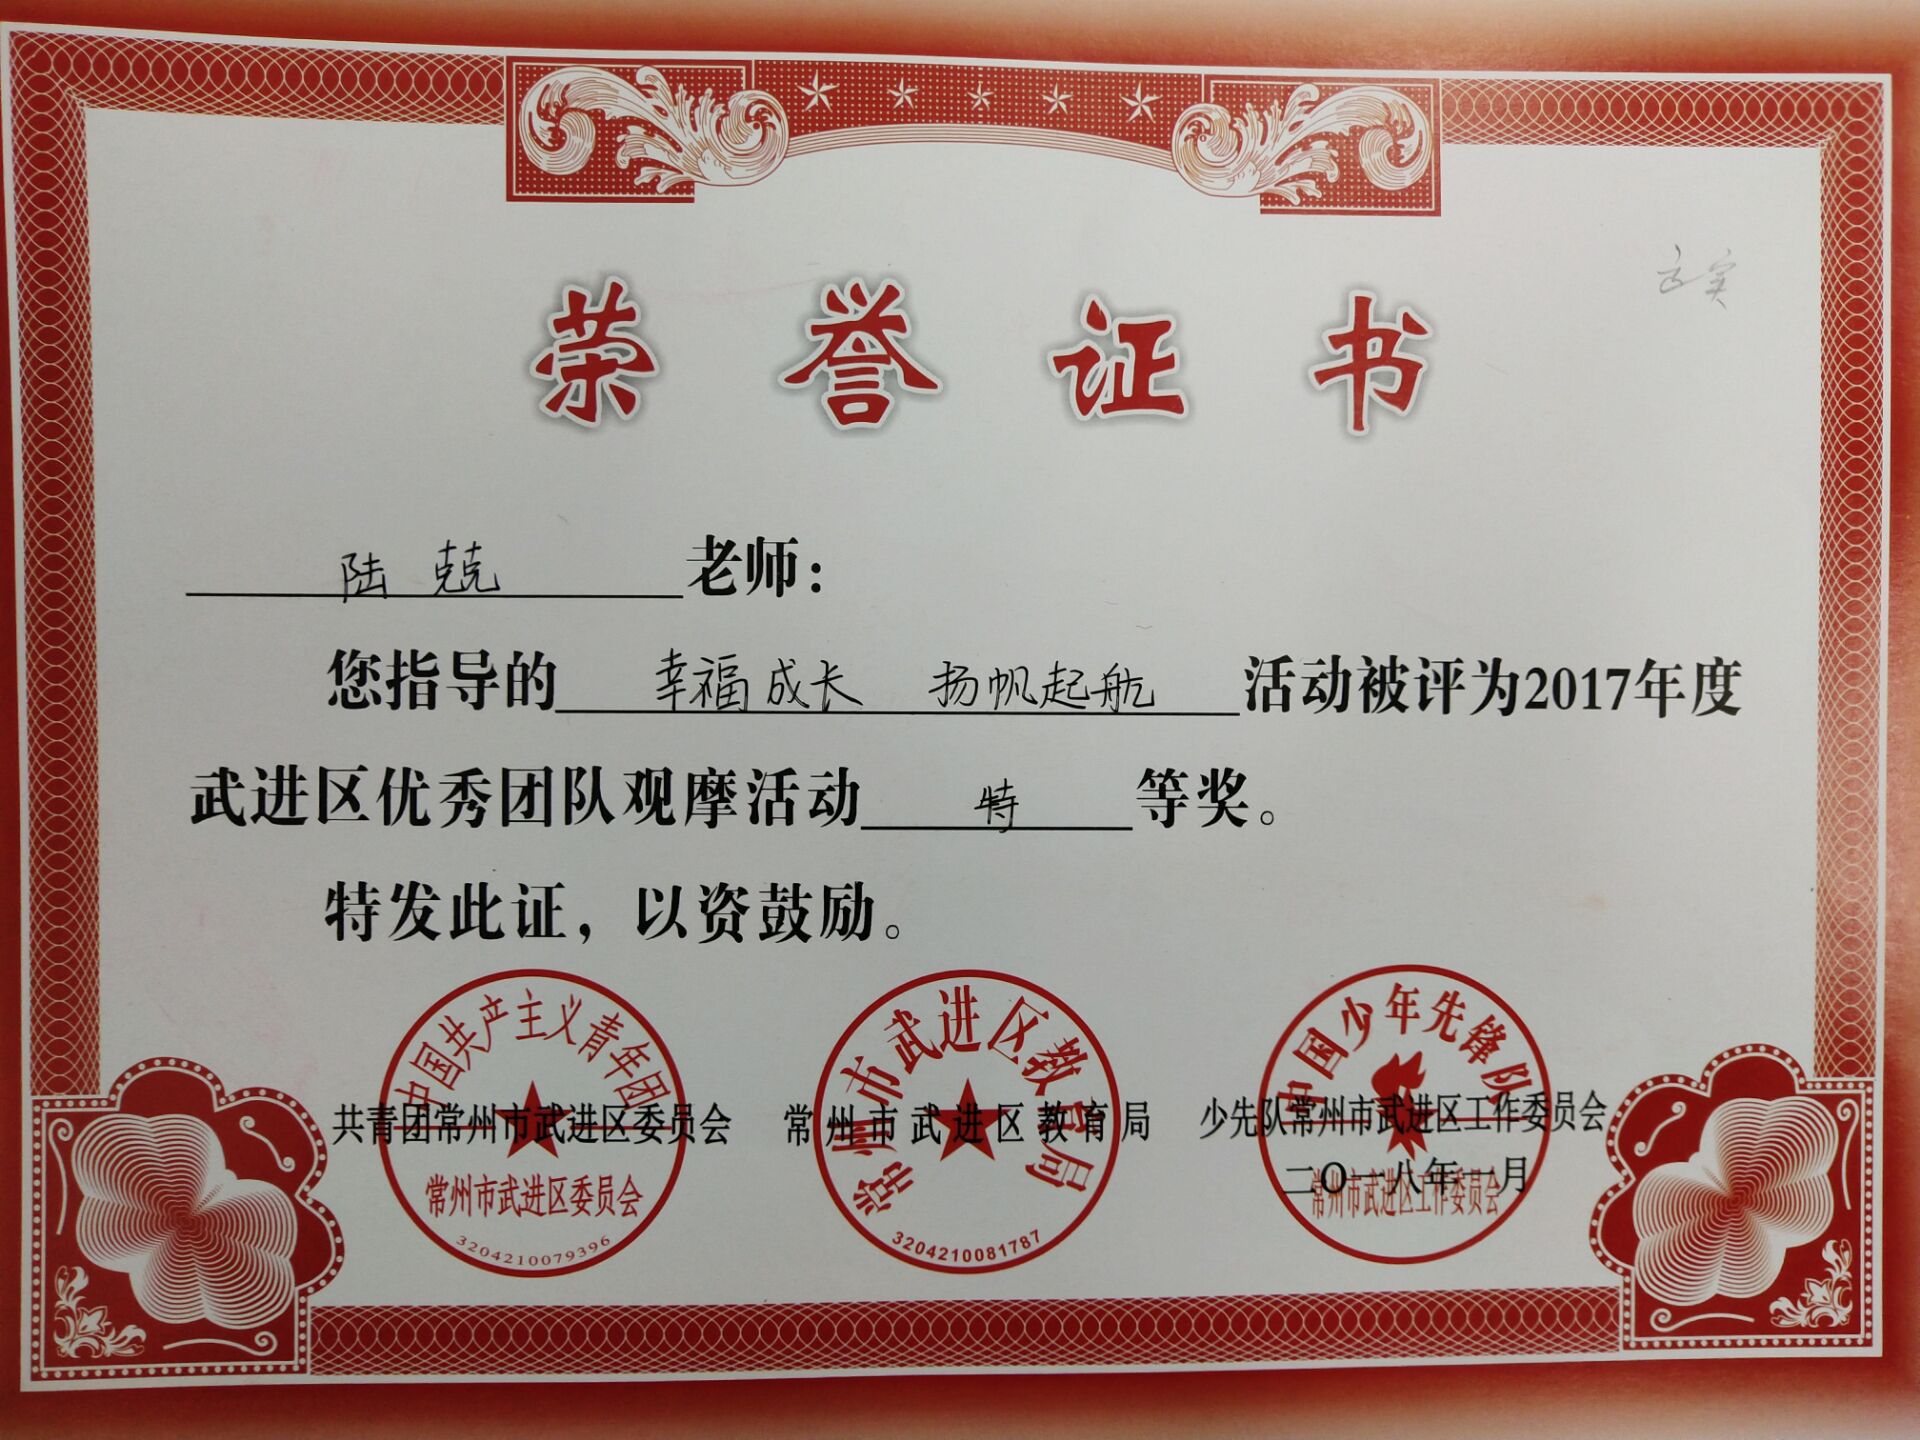 荣誉证书
陆 兢 老师：
您指导的 幸福成长 扬帆起航 活动被评为2017年度
武进区优秀团队观摩活动 特 等奖。
特发此证，以资鼓励。
中国共产主义青年团
常州市武进区委员会
3204210079396
常州市武进区教育局
3204210081787
中国少年先锋队
常州市武进区工作委员会
共青团常州市武进区委员会 常州市武进区教育局 少先队常州市武进区工作委员会
二〇一八年一月